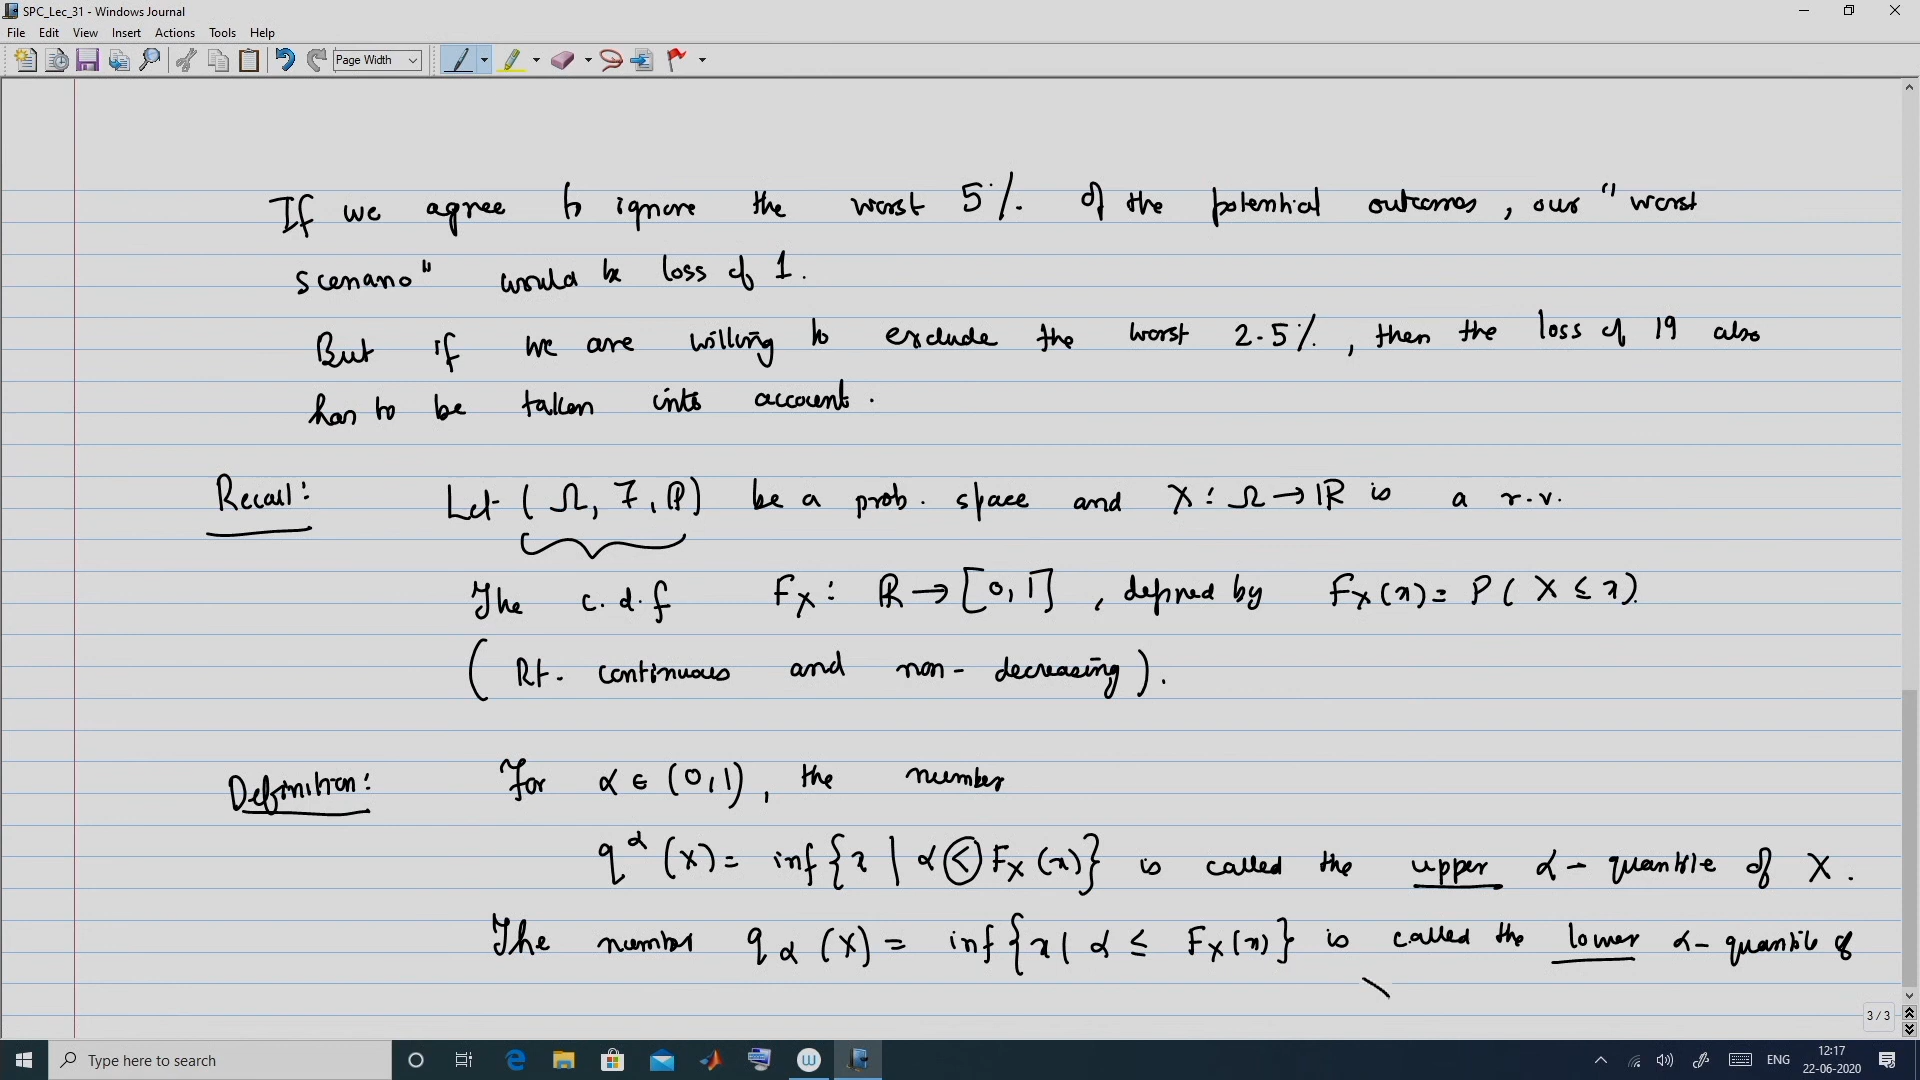 SPC_Lec_31 - Windows Journal
File Edit View Insert Actions Tools Help
Page Width
If we agree to ignore the worst 5% of the potential outcomes, our "worst
scenario" would be loss of 1.
But if we are willing to exclude the worst 2.5%, then the loss of 19 also
has to be taken into account.
Recall: Let (Ω, F, ℙ) be a prob. space and X : Ω → ℝ is a r.v.
The c.d.f F_X : ℝ → [0,1], defined by F_X(x) = P(X ≤ x).
(Rt. continuous and non-decreasing).
Definition: For α ∈ (0,1), the number
q^α(X) = inf{x | α < F_X(x)} is called the upper α-quantile of X.
The number q_α(X) = inf{x | α ≤ F_X(x)} is called the lower α-quantile of
3 / 3
Type here to search
ENG
12:17
22-06-2020